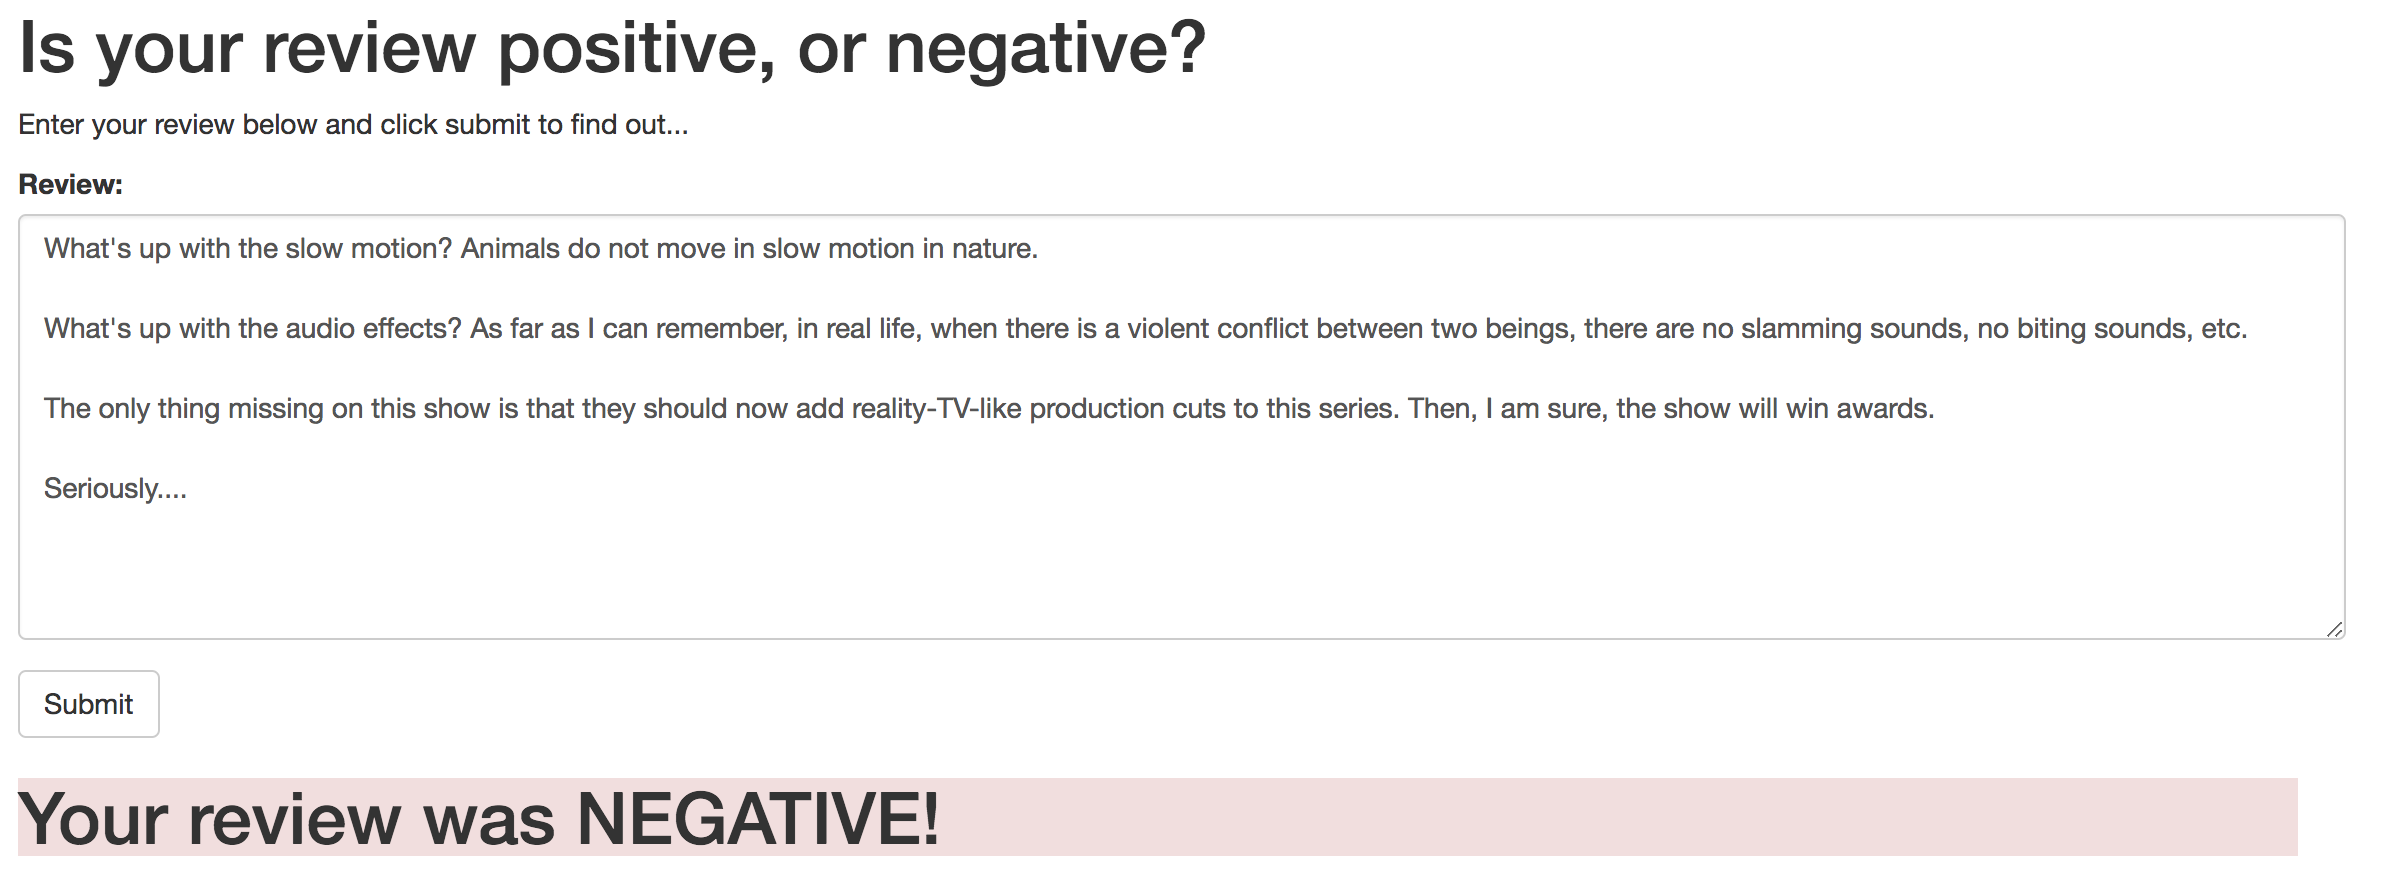 Is your review positive, or negative?
Enter your review below and click submit to find out...
Review:
What's up with the slow motion? Animals do not move in slow motion in nature.
What's up with the audio effects? As far as I can remember, in real life, when there is a violent conflict between two beings, there are no slamming sounds, no biting sounds, etc.
The only thing missing on this show is that they should now add reality-TV-like production cuts to this series. Then, I am sure, the show will win awards.
Seriously....
Submit
Your review was NEGATIVE!